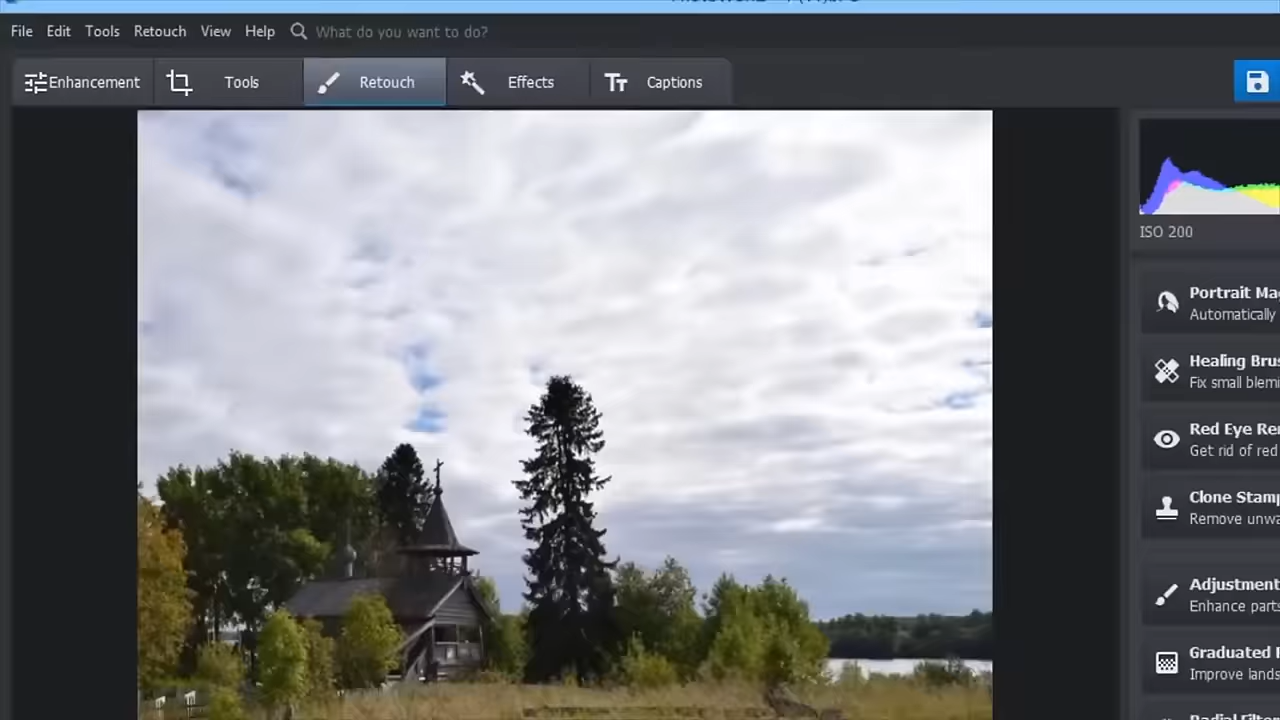 File Edit Tools Retouch View Help What do you want to do?
Enhancement Tools Retouch Effects Captions
ISO 200
Portrait Ma
Automatically
Healing Brus
Fix small blemi
Red Eye Re
Get rid of red
Clone Stamp
Remove unwa
Adjustment
Enhance parts
Graduated
Improve lands